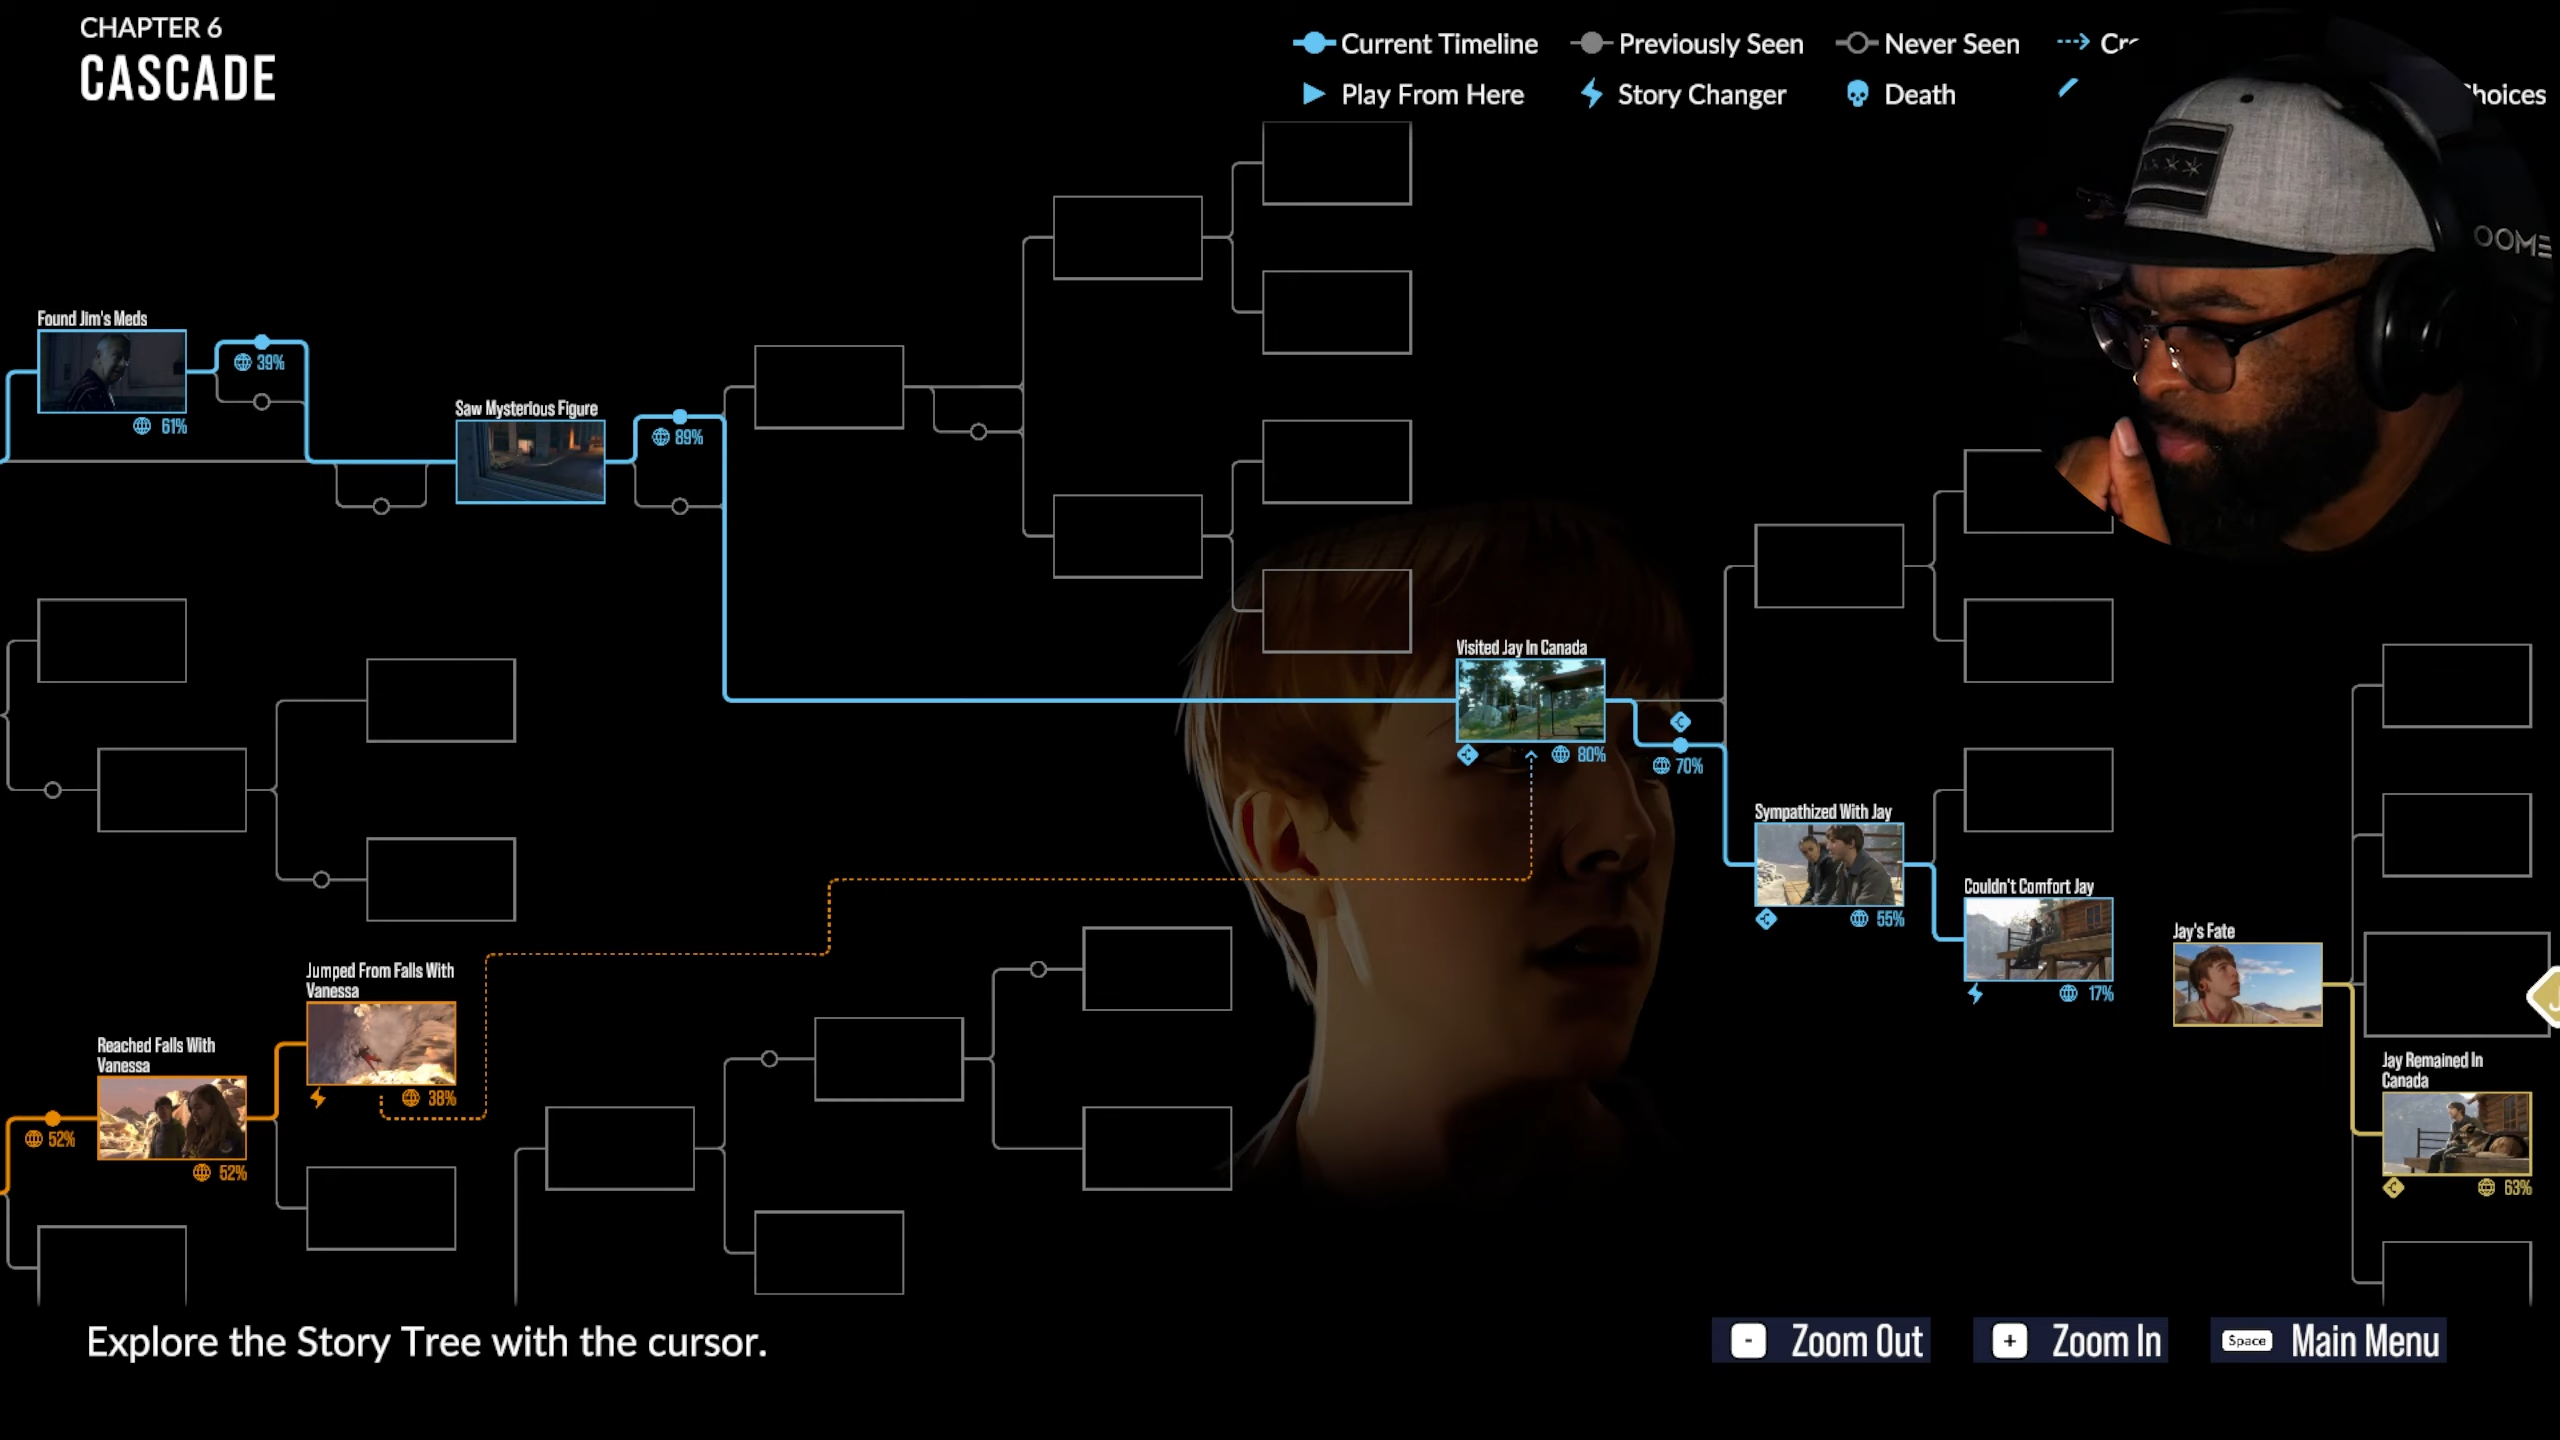 CHAPTER 6
CASCADE
Current Timeline
Previously Seen
Never Seen
Play From Here
Story Changer
Death
Found Jim's Meds
39%
61%
Saw Mysterious Figure
89%
Visited Jay In Canada
80%
70%
Sympathized With Jay
55%
Couldn't Comfort Jay
17%
Jay's Fate
Jay Remained In
Canada
63%
Jumped From Falls With
Vanessa
38%
Reached Falls With
Vanessa
52%
52%
Explore the Story Tree with the cursor.
- Zoom Out
+ Zoom In
Space Main Menu